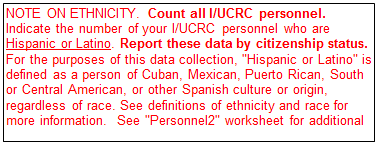 NOTE ON ETHNICITY.  Count all I/UCRC personnel.
Indicate the number of your I/UCRC personnel who are
Hispanic or Latino. Report these data by citizenship status.
For the purposes of this data collection, "Hispanic or Latino" is
defined as a person of Cuban, Mexican, Puerto Rican, South
or Central American, or other Spanish culture or origin,
regardless of race. See definitions of ethnicity and race for
more information.  See "Personnel2" worksheet for additional